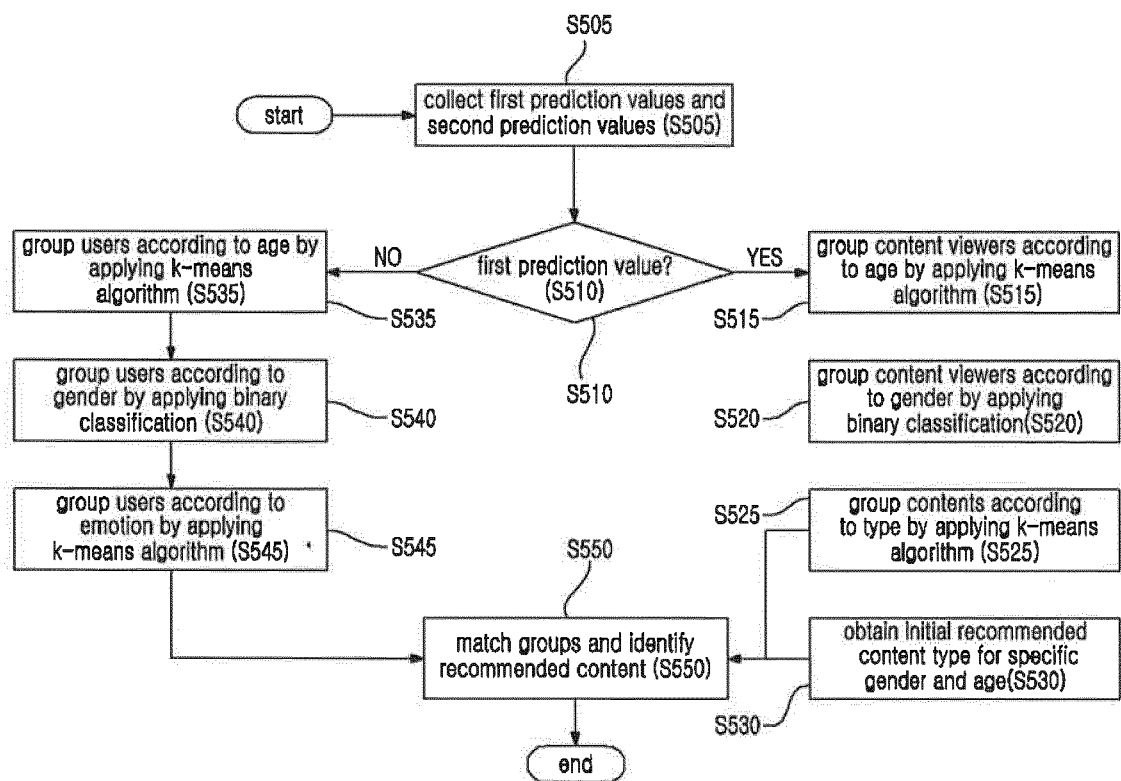 S505
start
collect first prediction values and
second prediction values (S505)
group users according to age by
applying k-means
algorithm (S535)
NO
first prediction value?
(S510)
YES
group content viewers according
to age by applying k-means
algorithm (S515)
S535
S515
S510
group users according to
gender by applying binary
classification (S540)
S540
S520
group content viewers according
to gender by applying
binary classification(S520)
group users according to
emotion by applying
k-means algorithm (S545)
S545
S525
group contents according
to type by applying k-means
algorithm (S525)
S550
match groups and identify
recommended content (S550)
obtain initial recommended
content type for specific
gender and age(S530)
S530
end